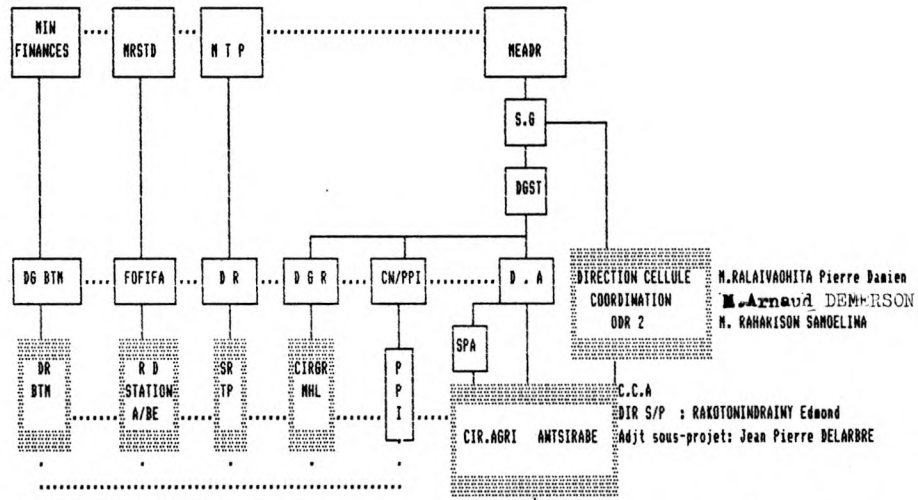 MIN
FINANCES
MRSTD
M T P
MEADR
S.G
DGST
DG BTM
FOFIFA
D R
D G R
CN/PPI
D . A
DIRECTION CELLULE
COORDINATION
ODR 2
M.RALAIVAOHITA Pierre Damien
M.Arnaud DEMERSON
M. RAHARISON SAMOELINA
DR
BTM
R D
STATION
A/BE
SR
TP
CIRGR
MHL
P
P
I
SPA
CIR.AGRI ANTSIRABE
C.C.A
DIR S/P : RAKOTONINDRAINY Edmond
Adjt sous-projet: Jean Pierre DELARBRE